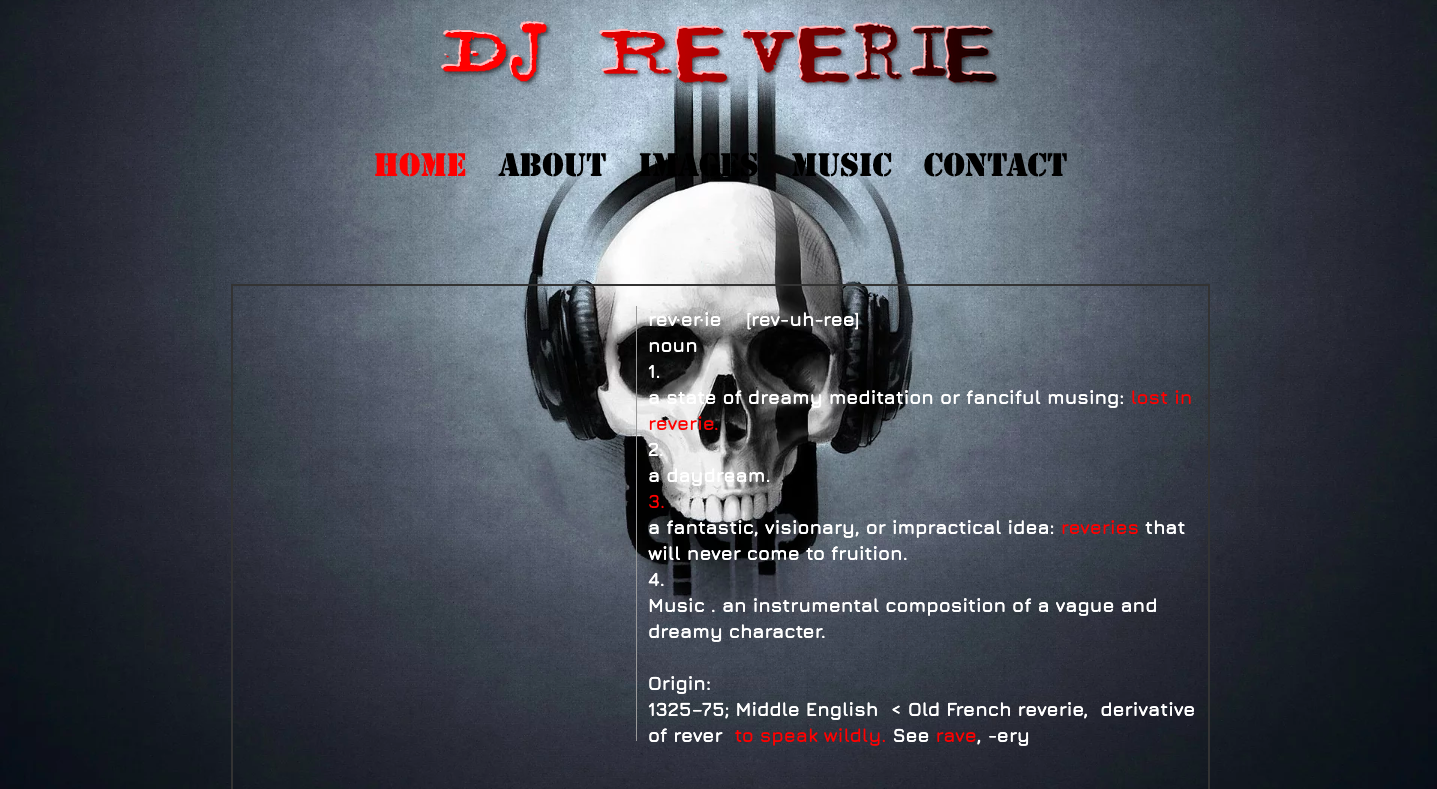 DJ REVERIE
HOME ABOUT IMAGES MUSIC CONTACT
rev·er·ie [rev-uh-ree]
noun
1.
a state of dreamy meditation or fanciful musing: lost in
reverie.
2.
a daydream.
3.
a fantastic, visionary, or impractical idea: reveries that
will never come to fruition.
4.
Music . an instrumental composition of a vague and
dreamy character.
Origin:
1325–75; Middle English < Old French reverie, derivative
of rever to speak wildly. See rave, -ery